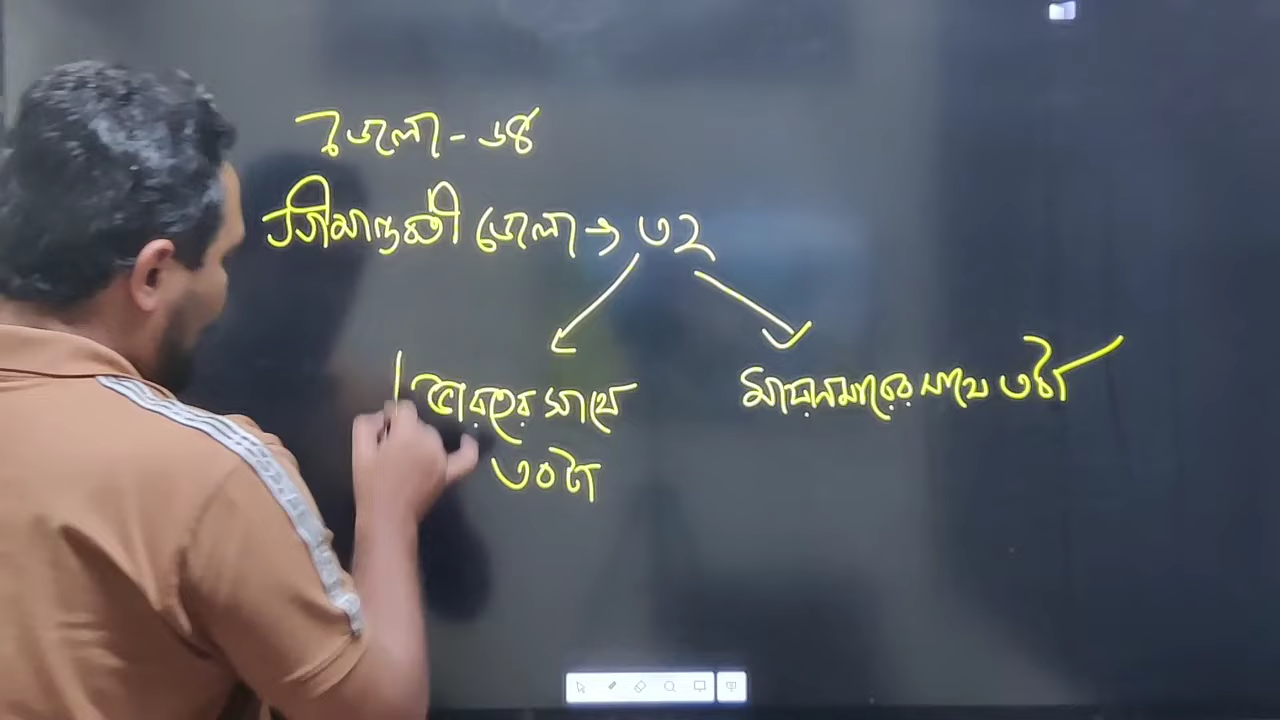 জেলা - ৬৪
সীমান্তবর্তী জেলা → ৩২
ভারতের সাথে
৩০টা
মায়ানমারের সাথে ৩টা